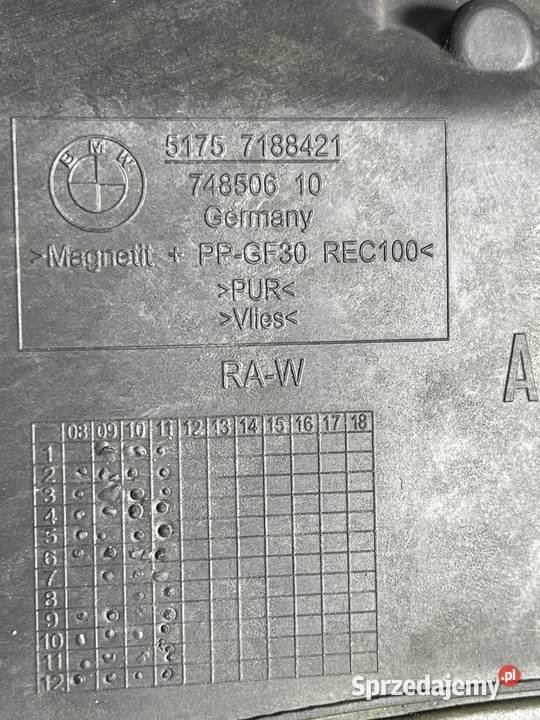 BMW
5175 7188421
748506 10
Germany
>Magnetit + PP-GF30 REC100<
>PUR<
>Vlies<
RA-W
A
08 09 10 11 12 13 14 15 16 17 18
1
2
3
4
5
6
7
8
9
10
11
12
Sprzedajemy.pl